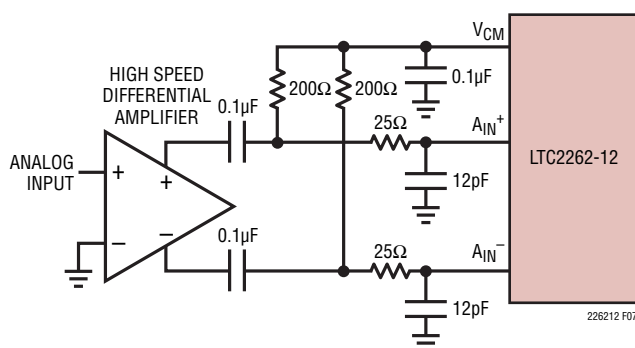 V_CM
HIGH SPEED
DIFFERENTIAL
AMPLIFIER
0.1µF
200Ω
200Ω
0.1µF
25Ω
A_IN^+
LTC2262-12
ANALOG
INPUT
+
+
12pF
–
–
0.1µF
25Ω
A_IN^–
12pF
226212 F07